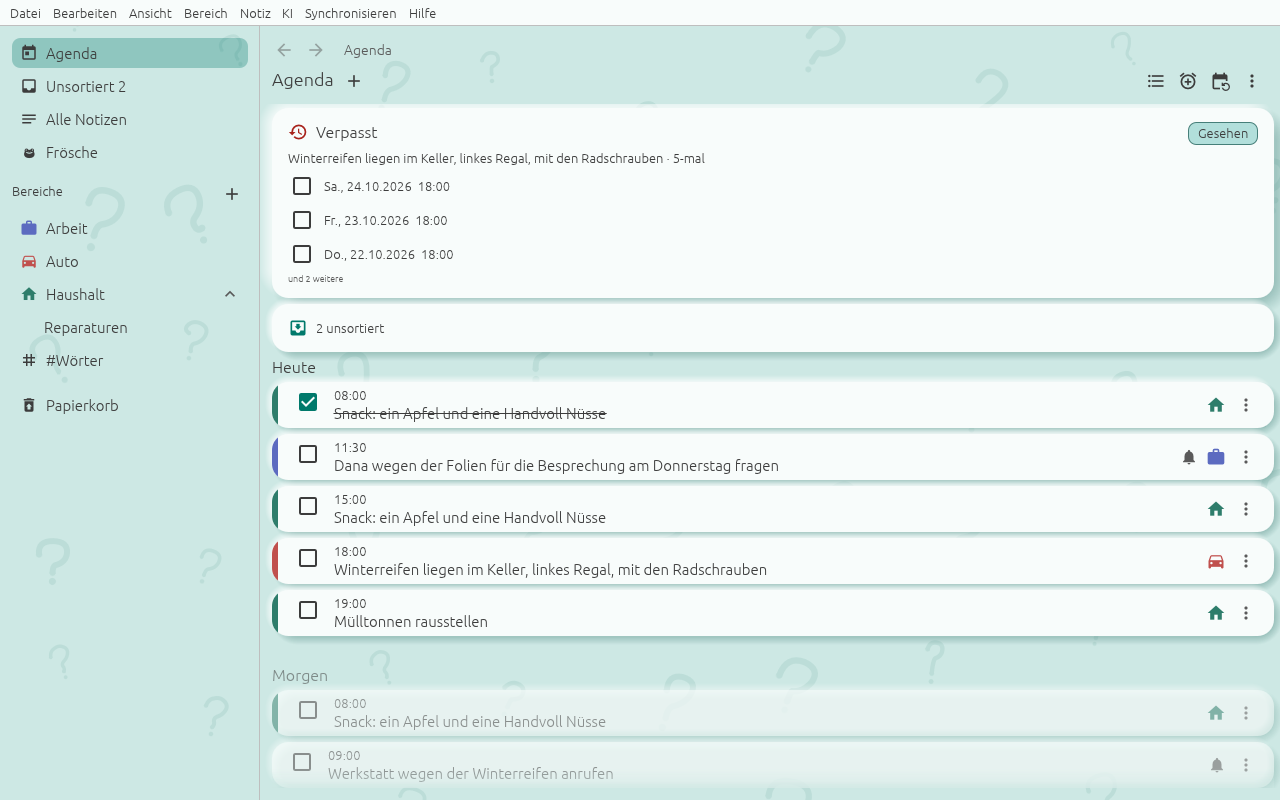 Datei Bearbeiten Ansicht Bereich Notiz KI Synchronisieren Hilfe
Agenda
Unsortiert 2
Alle Notizen
Frösche
Bereiche
Arbeit
Auto
Haushalt
Reparaturen
#Wörter
Papierkorb
Agenda
Agenda
Verpasst
Gesehen
Winterreifen liegen im Keller, linkes Regal, mit den Radschrauben · 5-mal
Sa., 24.10.2026 18:00
Fr., 23.10.2026 18:00
Do., 22.10.2026 18:00
und 2 weitere
2 unsortiert
Heute
08:00
Snack: ein Apfel und eine Handvoll Nüsse
11:30
Dana wegen der Folien für die Besprechung am Donnerstag fragen
15:00
Snack: ein Apfel und eine Handvoll Nüsse
18:00
Winterreifen liegen im Keller, linkes Regal, mit den Radschrauben
19:00
Mülltonnen rausstellen
Morgen
08:00
Snack: ein Apfel und eine Handvoll Nüsse
09:00
Werkstatt wegen der Winterreifen anrufen